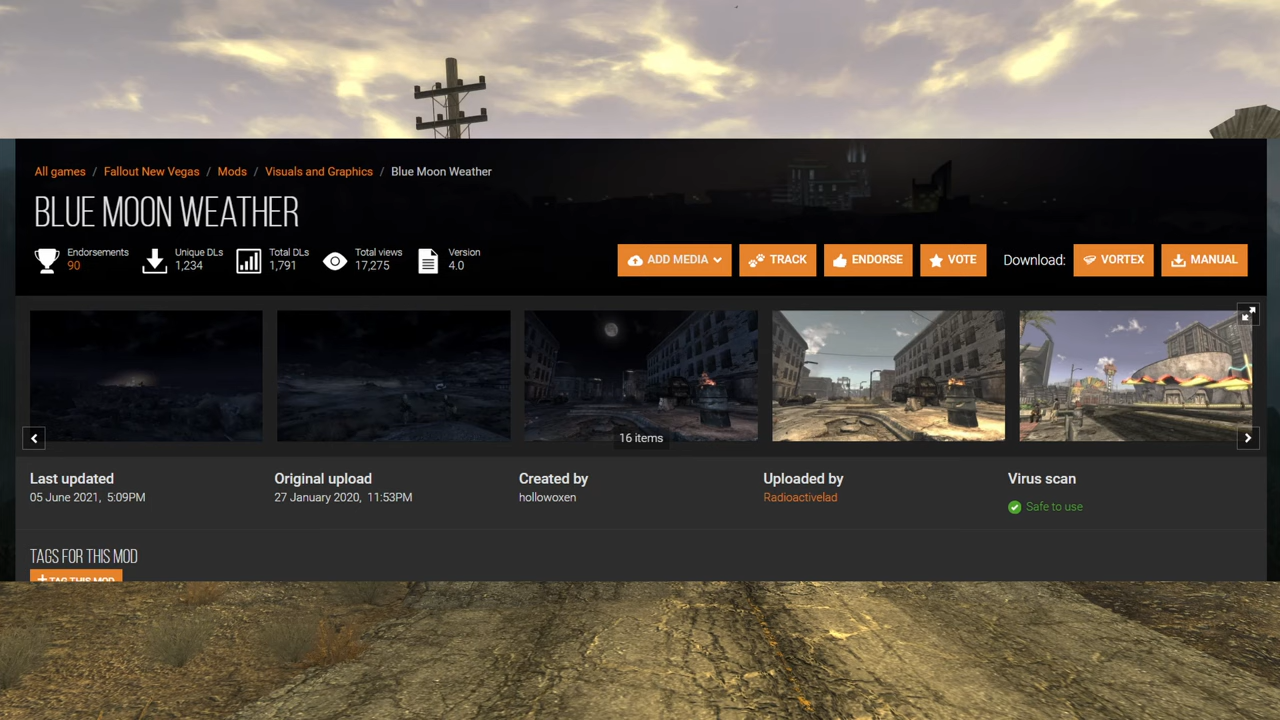 All games / Fallout New Vegas / Mods / Visuals and Graphics / Blue Moon Weather
BLUE MOON WEATHER
Endorsements
90
Unique DLs
1,234
Total DLs
1,791
Total views
17,275
Version
4.0
ADD MEDIA
TRACK
ENDORSE
VOTE
Download:
VORTEX
MANUAL
16 items
Last updated
05 June 2021, 5:09PM
Original upload
27 January 2020, 11:53PM
Created by
hollowoxen
Uploaded by
Radioactivelad
Virus scan
Safe to use
TAGS FOR THIS MOD
TAG THIS MOD